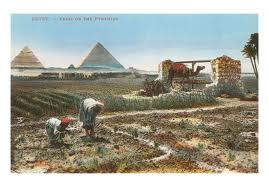 EGYPT. - VIEW ON THE PYRAMIDS